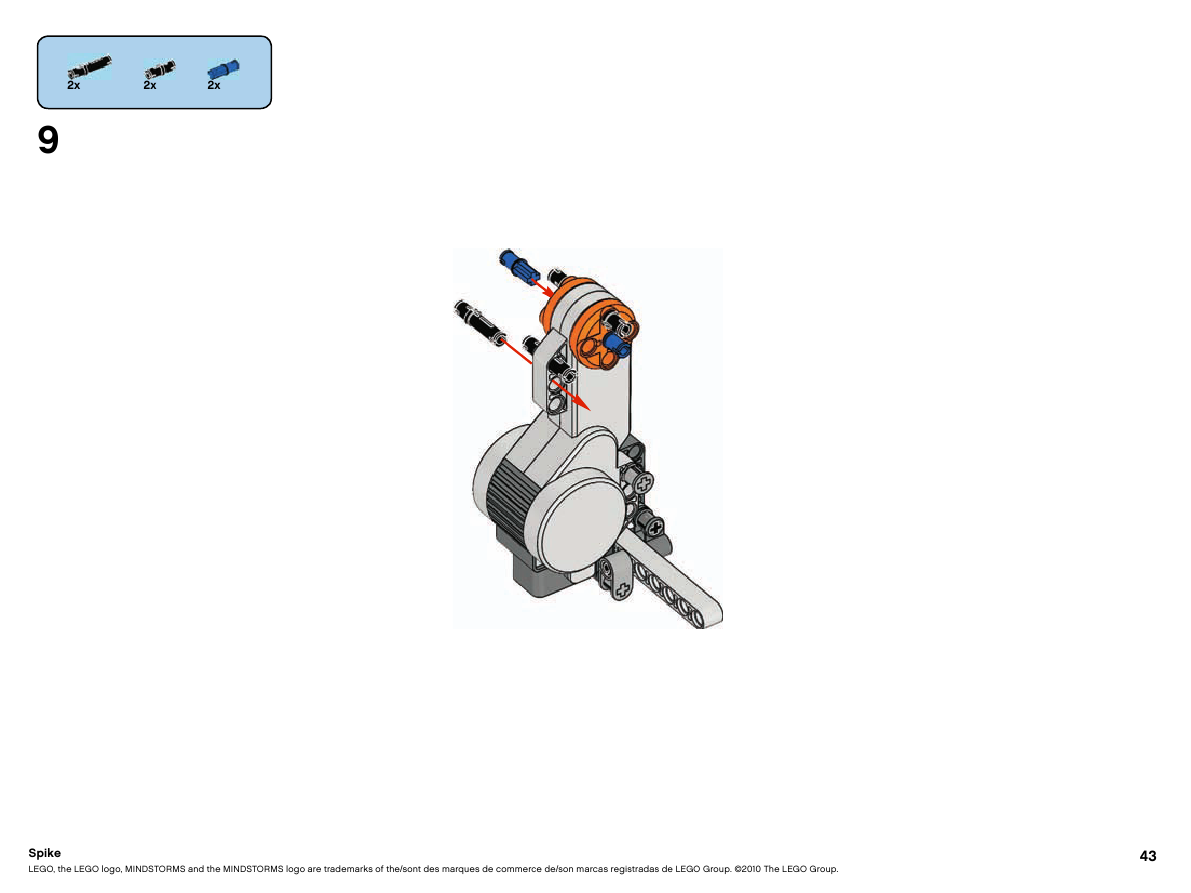 2x 2x 2x
9
Spike
LEGO, the LEGO logo, MINDSTORMS and the MINDSTORMS logo are trademarks of the/sont des marques de commerce de/son marcas registradas de LEGO Group. ©2010 The LEGO Group.
43